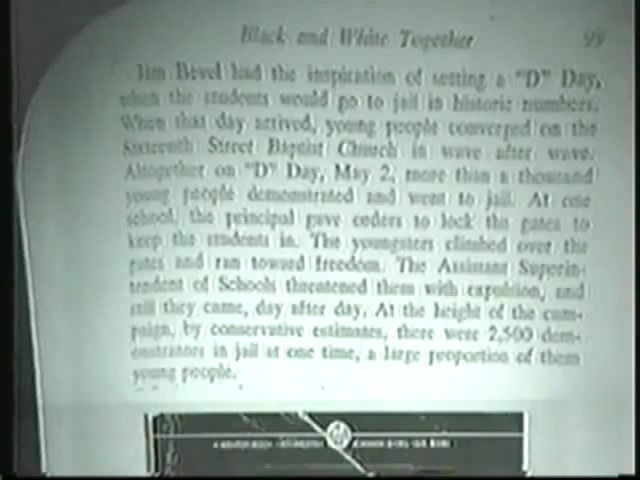 Black and White Together 99
Jim Bevel had the inspiration of setting a "D" Day,
when the students would go to jail in historic numbers.
When that day arrived, young people converged on the
Sixteenth Street Baptist Church in wave after wave.
Altogether on "D" Day, May 2, more than a thousand
young people demonstrated and went to jail. At one
school, the principal gave orders to lock the gates to
keep the students in. The youngsters climbed over the
gates and ran toward freedom. The Assistant Superin-
tendent of Schools threatened them with expulsion, and
still they came, day after day. At the height of the cam-
paign, by conservative estimates, there were 2,500 dem-
onstrators in jail at one time, a large proportion of them
young people.